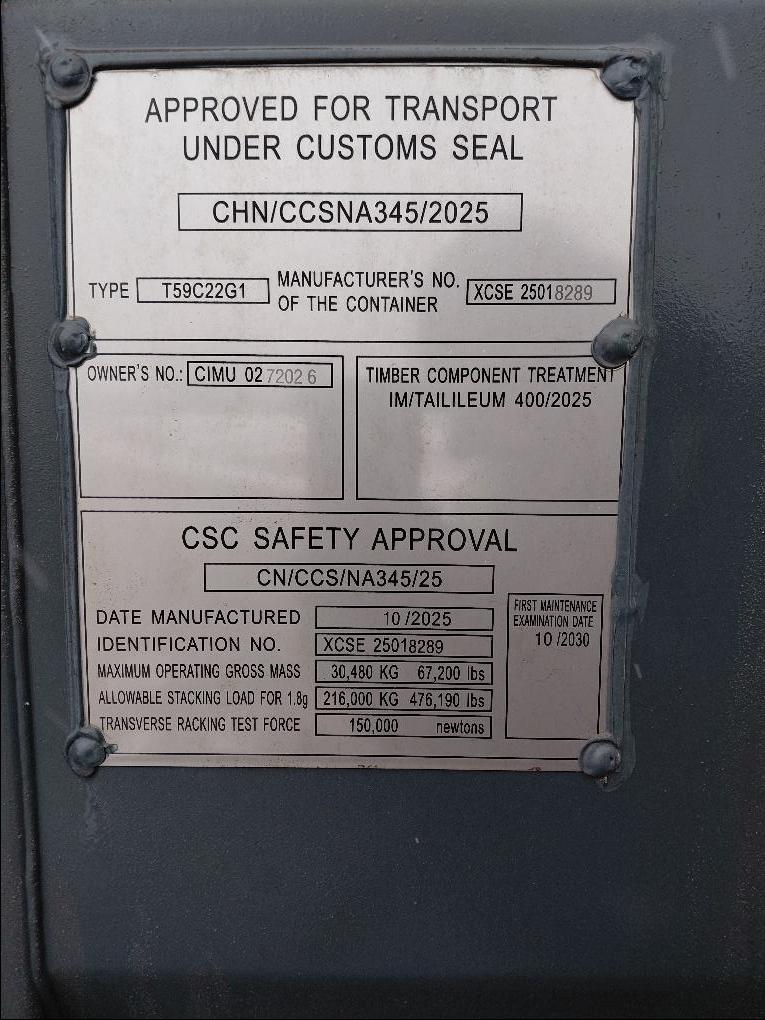 APPROVED FOR TRANSPORT
UNDER CUSTOMS SEAL
CHN/CCSNA345/2025
TYPE T59C22G1 MANUFACTURER'S NO. OF THE CONTAINER XCSE 25018289
OWNER'S NO.: CIMU 027202 6
TIMBER COMPONENT TREATMENT
IM/TAILILEUM 400/2025
CSC SAFETY APPROVAL
CN/CCS/NA345/25
DATE MANUFACTURED 10 /2025
IDENTIFICATION NO. XCSE 25018289
MAXIMUM OPERATING GROSS MASS 30,480 KG 67,200 lbs
ALLOWABLE STACKING LOAD FOR 1.8g 216,000 KG 476,190 lbs
TRANSVERSE RACKING TEST FORCE 150,000 newtons
FIRST MAINTENANCE
EXAMINATION DATE
10 /2030